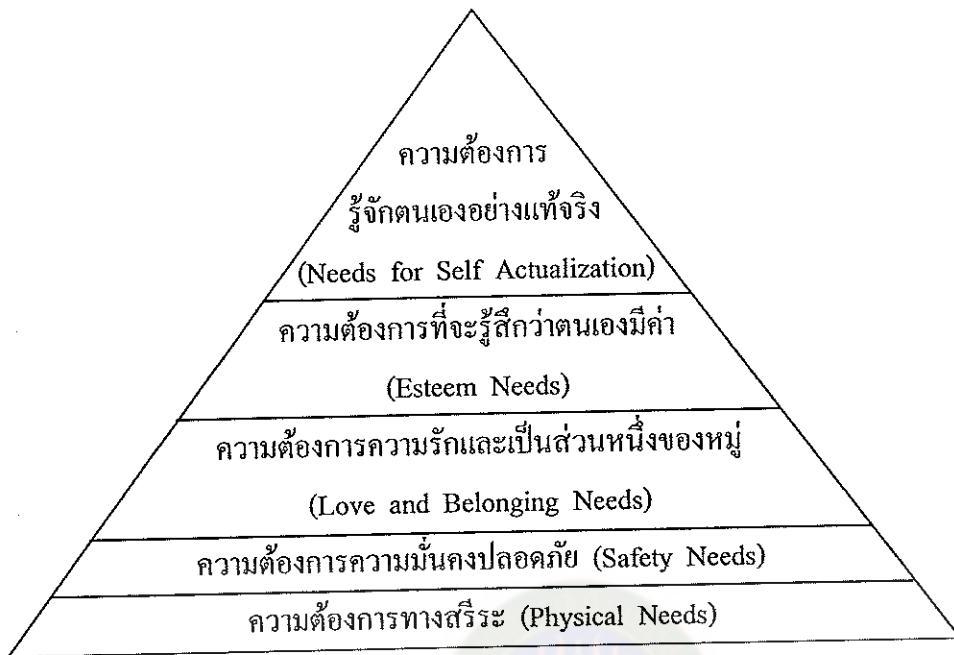 ความต้องการ
รู้จักตนเองอย่างแท้จริง
(Needs for Self Actualization)
ความต้องการที่จะรู้สึกว่าตนเองมีค่า
(Esteem Needs)
ความต้องการความรักและเป็นส่วนหนึ่งของหมู่
(Love and Belonging Needs)
ความต้องการความมั่นคงปลอดภัย (Safety Needs)
ความต้องการทางสรีระ (Physical Needs)